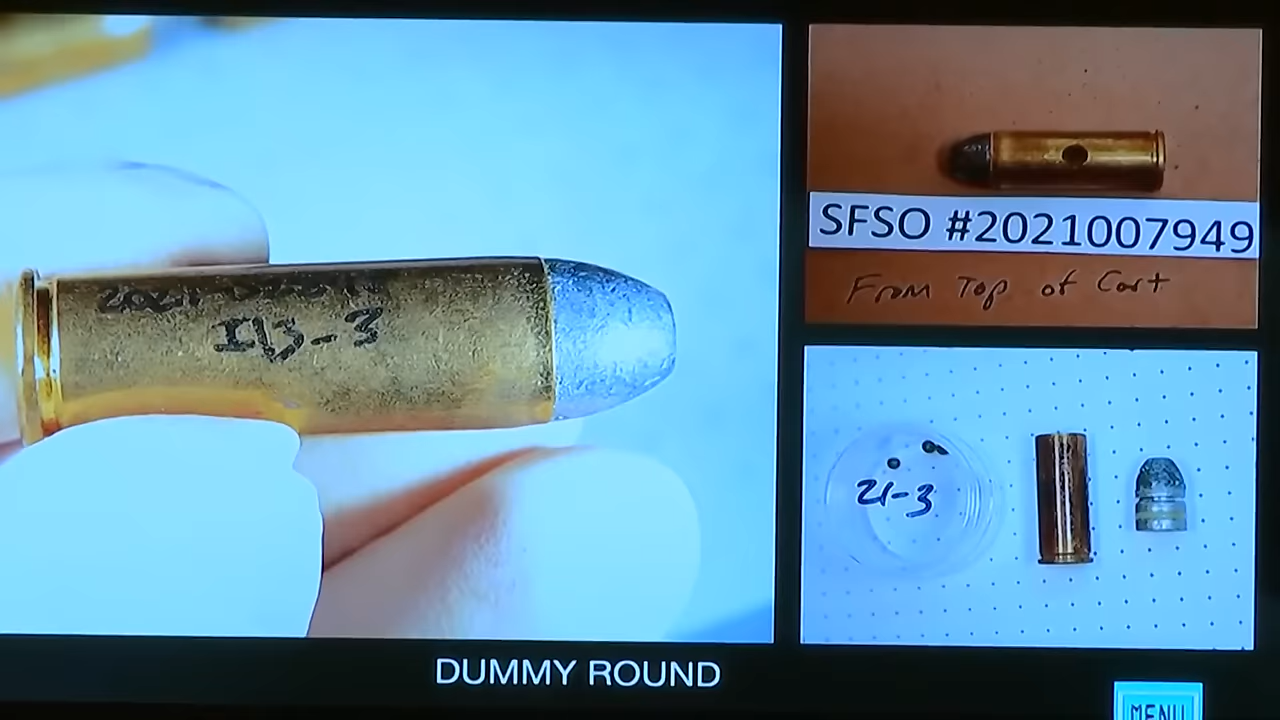 I13-3
SFSO #2021007949
From Top of Cart
21-3
DUMMY ROUND
MENU